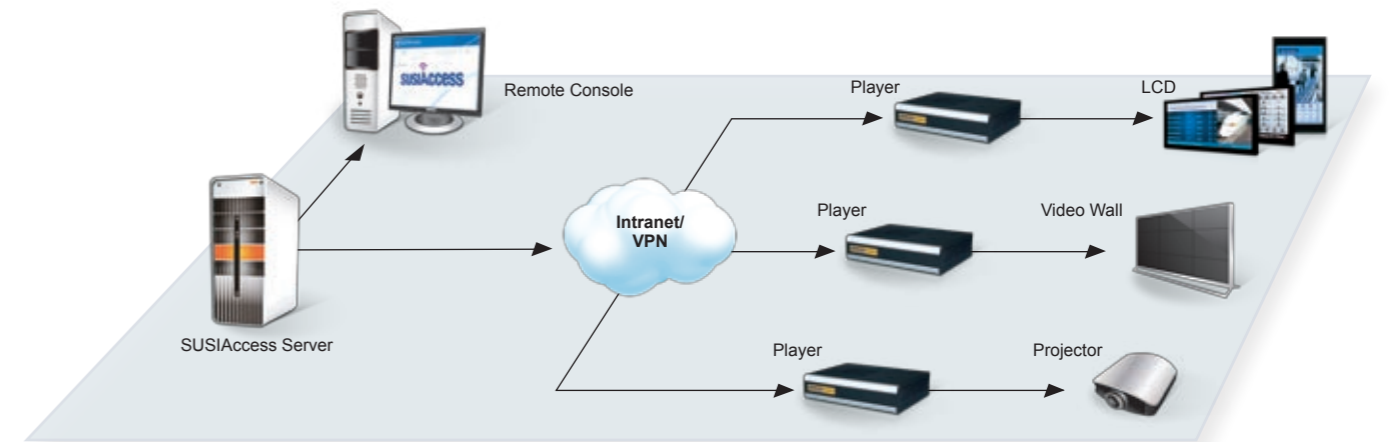 SUSIAccess
Remote Console
Player
LCD
Intranet/
VPN
Player
Video Wall
SUSIAccess Server
Player
Projector